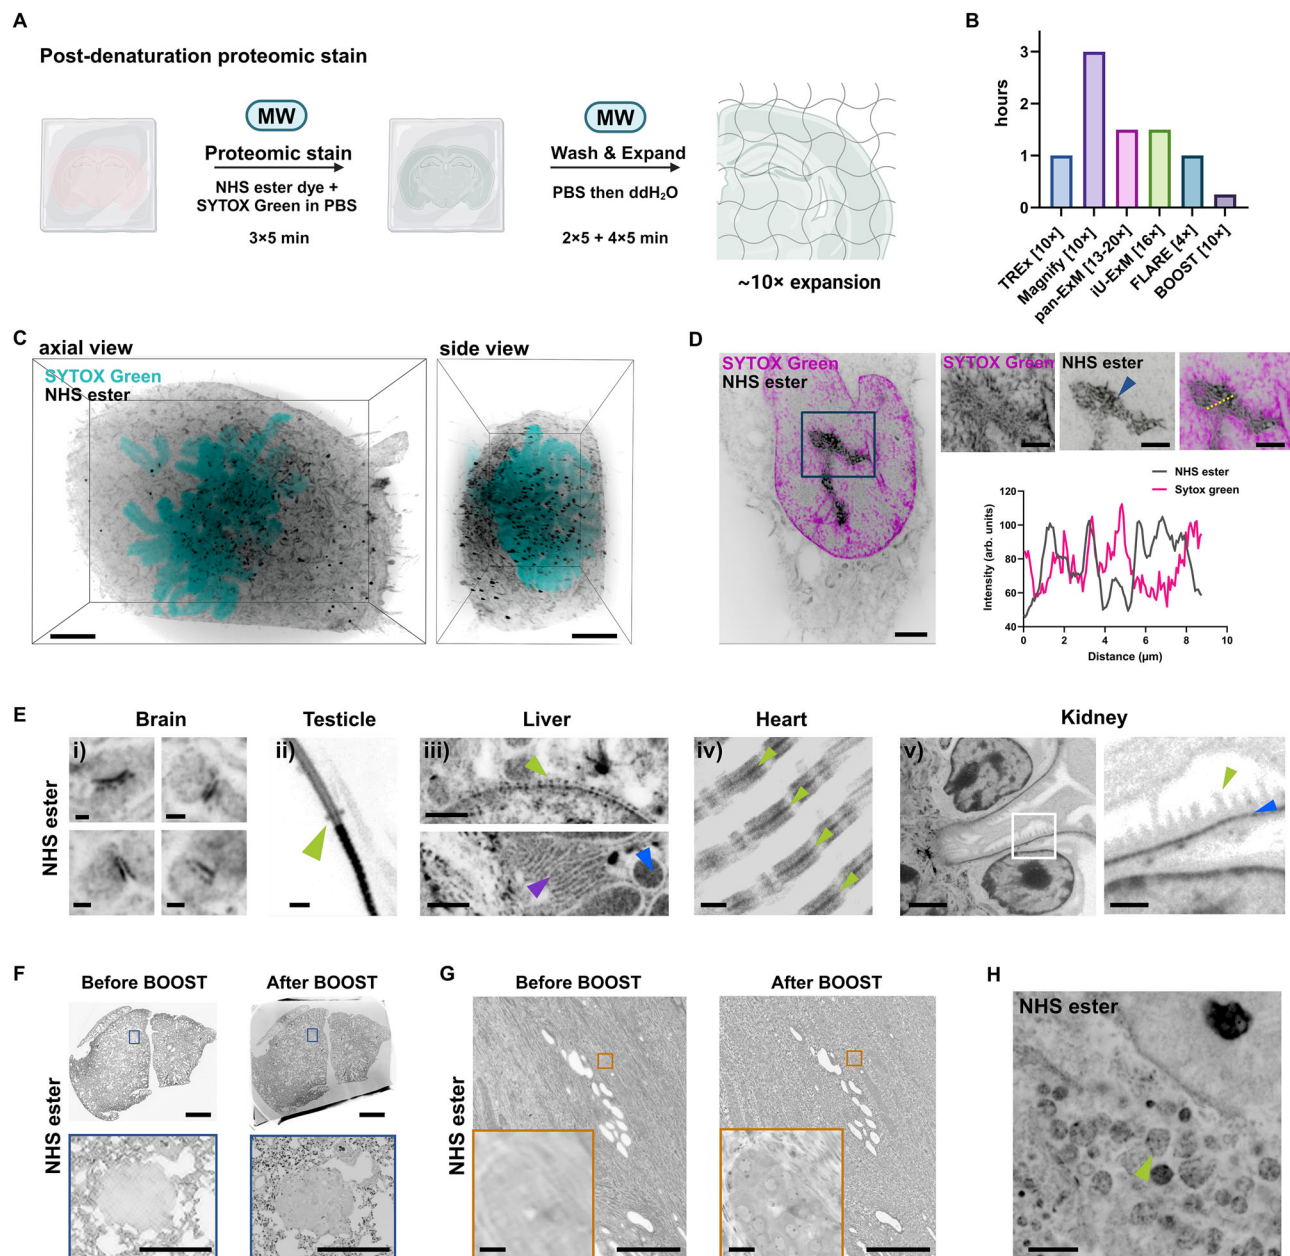 A
Post-denaturation proteomic stain
MW
Proteomic stain
NHS ester dye +
SYTOX Green in PBS
3×5 min
MW
Wash & Expand
PBS then ddH₂O
2×5 + 4×5 min
~10× expansion
B
hours
3
2
1
0
TREx [10×]
Magnify [10×]
pan-ExM [13-20×]
iU-ExM [16×]
FLARE [4×]
BOOST [10×]
C
axial view
SYTOX Green
NHS ester
side view
D
SYTOX Green
NHS ester
SYTOX Green
NHS ester
NHS ester
Sytox green
Intensity (arb. units)
120
100
80
60
40
0
2
4
6
8
10
Distance (µm)
E
Brain
Testicle
Liver
Heart
Kidney
NHS ester
i)
ii)
iii)
iv)
v)
F
Before BOOST
After BOOST
NHS ester
G
Before BOOST
After BOOST
NHS ester
H
NHS ester